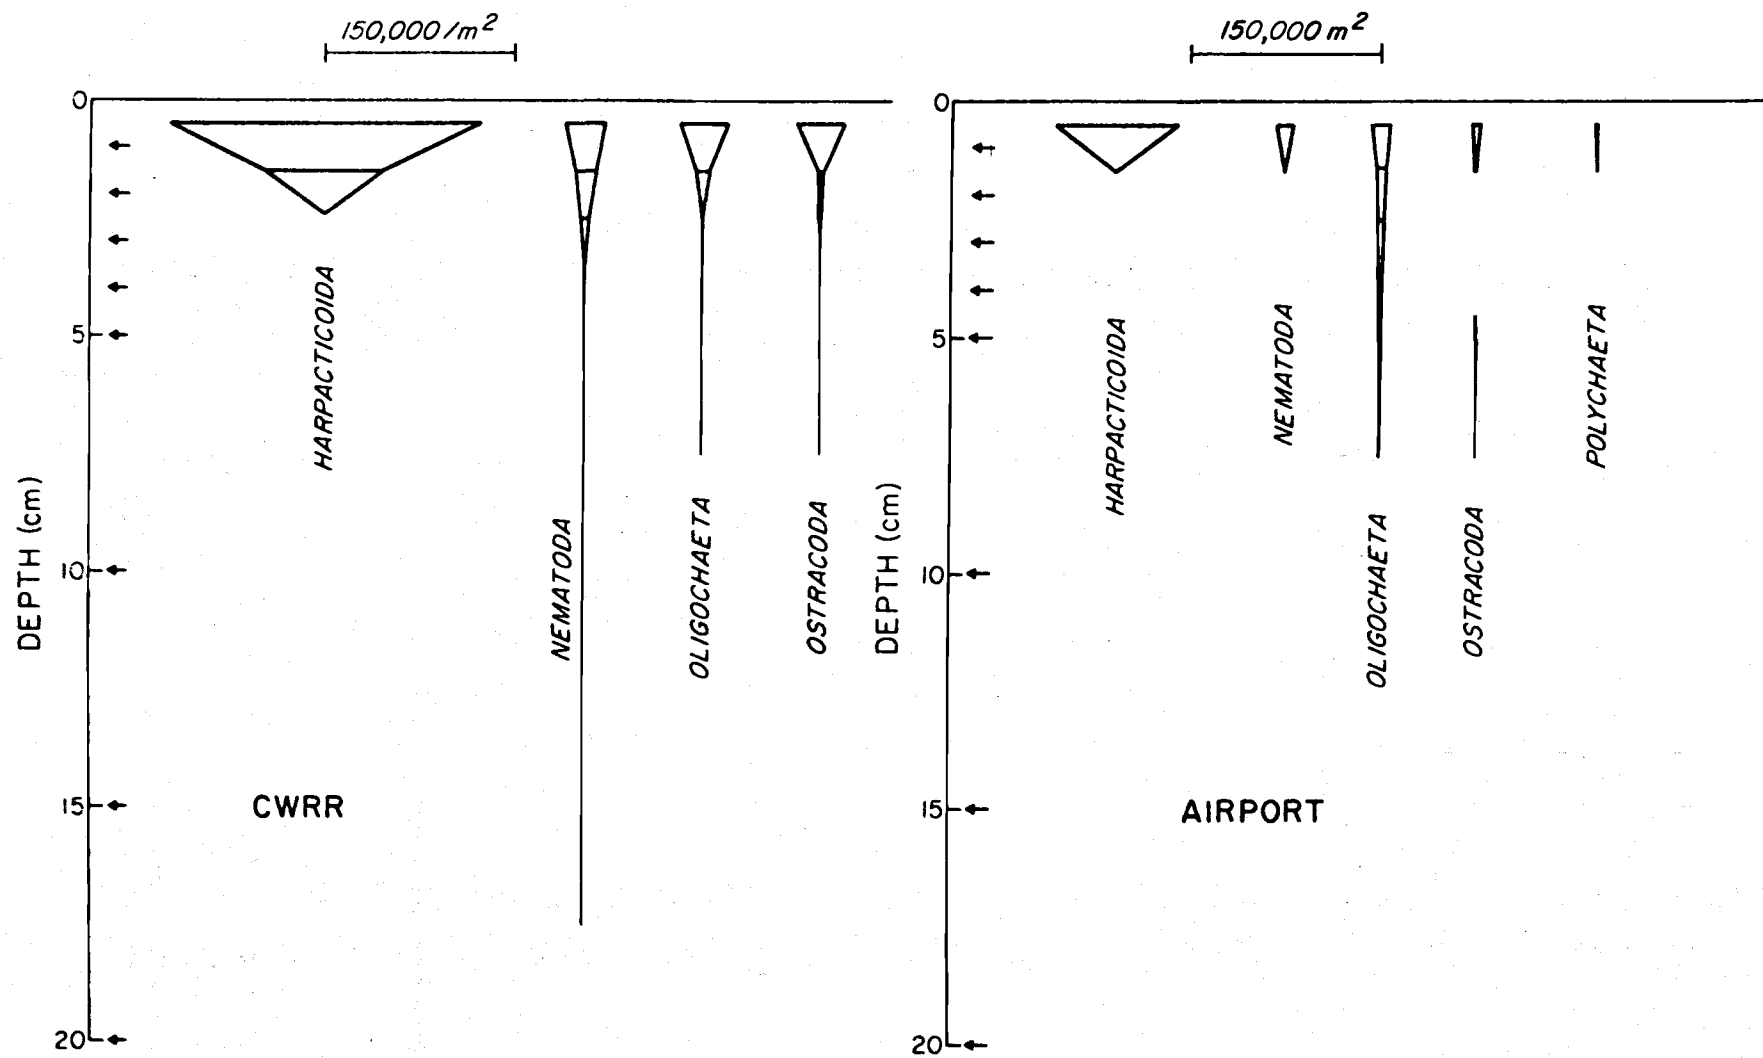 150,000/m²
0
5
10
15
20
DEPTH (cm)
HARPACTICOIDA
NEMATODA
OLIGOCHAETA
OSTRACODA
CWRR
150,000 m²
0
5
10
15
20
DEPTH (cm)
HARPACTICOIDA
NEMATODA
OLIGOCHAETA
OSTRACODA
POLYCHAETA
AIRPORT